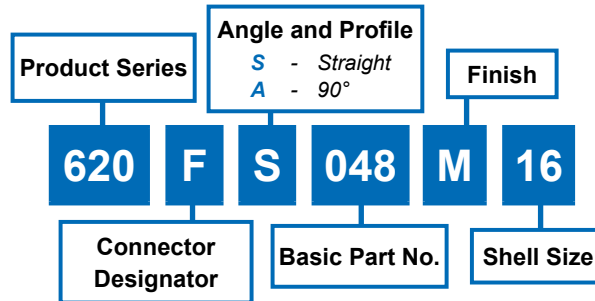 Angle and Profile
S - Straight
A - 90°
Product Series
Finish
620 F S 048 M 16
Connector
Designator
Basic Part No.
Shell Size